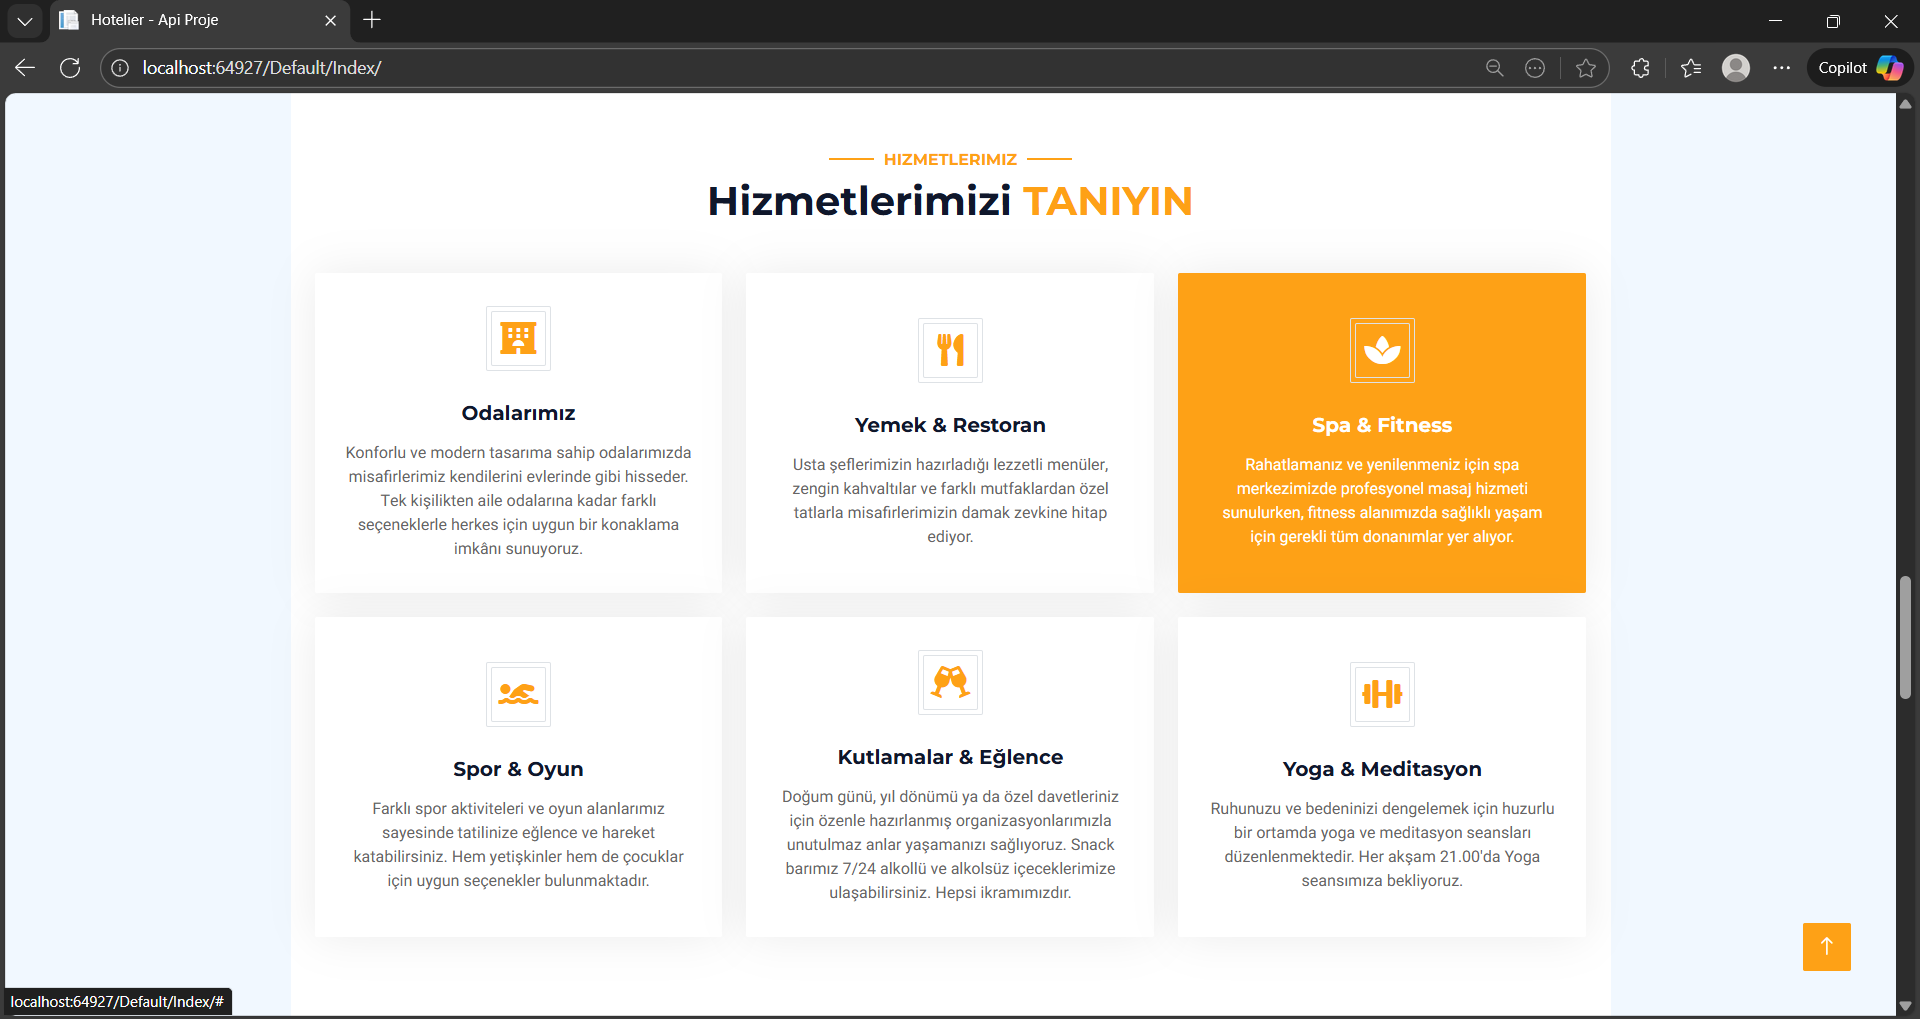 Hotelier - Api Proje
localhost:64927/Default/Index/
Copilot
HIZMETLERIMIZ
Hizmetlerimizi TANIYIN
Odalarımız
Konforlu ve modern tasarıma sahip odalarımızda
misafirlerimiz kendilerini evlerinde gibi hisseder.
Tek kişilikten aile odalarına kadar farklı
seçeneklerle herkes için uygun bir konaklama
imkânı sunuyoruz.
Yemek & Restoran
Usta şeflerimizin hazırladığı lezzetli menüler,
zengin kahvaltılar ve farklı mutfaklardan özel
tatlarla misafirlerimizin damak zevkine hitap
ediyor.
Spa & Fitness
Rahatlamanız ve yenilenmeniz için spa
merkezimizde profesyonel masaj hizmeti
sunulurken, fitness alanımızda sağlıklı yaşam
için gerekli tüm donanımlar yer alıyor.
Spor & Oyun
Farklı spor aktiviteleri ve oyun alanlarımız
sayesinde tatilinize eğlence ve hareket
katabilirsiniz. Hem yetişkinler hem de çocuklar
için uygun seçenekler bulunmaktadır.
Kutlamalar & Eğlence
Doğum günü, yıl dönümü ya da özel davetleriniz
için özenle hazırlanmış organizasyonlarımızla
unutulmaz anlar yaşamanızı sağlıyoruz. Snack
barımız 7/24 alkollü ve alkolsüz içeceklerimize
ulaşabilirsiniz. Hepsi ikramımızdır.
Yoga & Meditasyon
Ruhunuzu ve bedeninizi dengelemek için huzurlu
bir ortamda yoga ve meditasyon seansları
düzenlenmektedir. Her akşam 21.00'da Yoga
seansımıza bekliyoruz.
localhost:64927/Default/Index/#